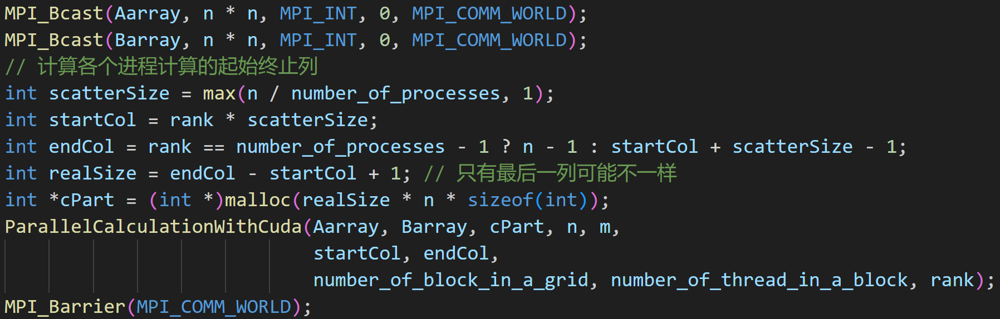 MPI_Bcast(Aarray, n * n, MPI_INT, 0, MPI_COMM_WORLD);
MPI_Bcast(Barray, n * n, MPI_INT, 0, MPI_COMM_WORLD);
// 计算各个进程计算的起始终止列
int scatterSize = max(n / number_of_processes, 1);
int startCol = rank * scatterSize;
int endCol = rank == number_of_processes - 1 ? n - 1 : startCol + scatterSize - 1;
int realSize = endCol - startCol + 1; // 只有最后一列可能不一样
int *cPart = (int *)malloc(realSize * n * sizeof(int));
ParallelCalculationWithCuda(Aarray, Barray, cPart, n, m,
startCol, endCol,
number_of_block_in_a_grid, number_of_thread_in_a_block, rank);
MPI_Barrier(MPI_COMM_WORLD);